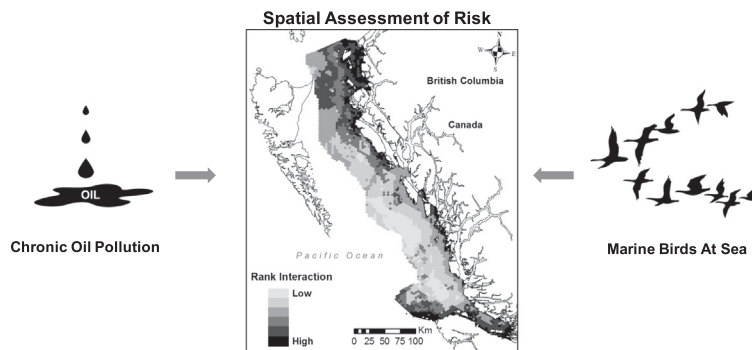 Spatial Assessment of Risk
N
W
E
S
British Columbia
Canada
OIL
Chronic Oil Pollution
Marine Birds At Sea
Pacific Ocean
Rank Interaction
Low
High
Km
0 25 50 75 100